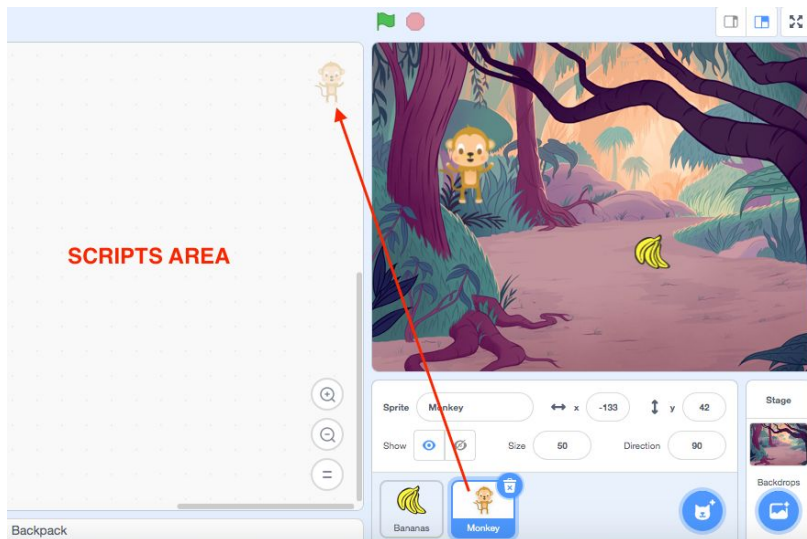 SCRIPTS AREA
Sprite Monkey x -133 y 42 Stage
Show Size 50 Direction 90
Backdrops
Bananas Monkey
Backpack